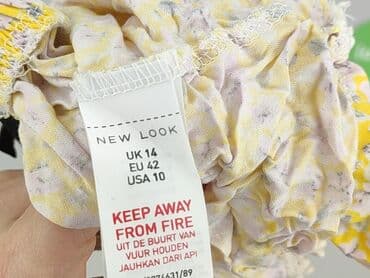 NEW LOOK
UK 14
EU 42
USA 10
KEEP AWAY
FROM FIRE
UIT DE BUURT VAN
VUUR HOUDEN
JAUHKAN DARI API